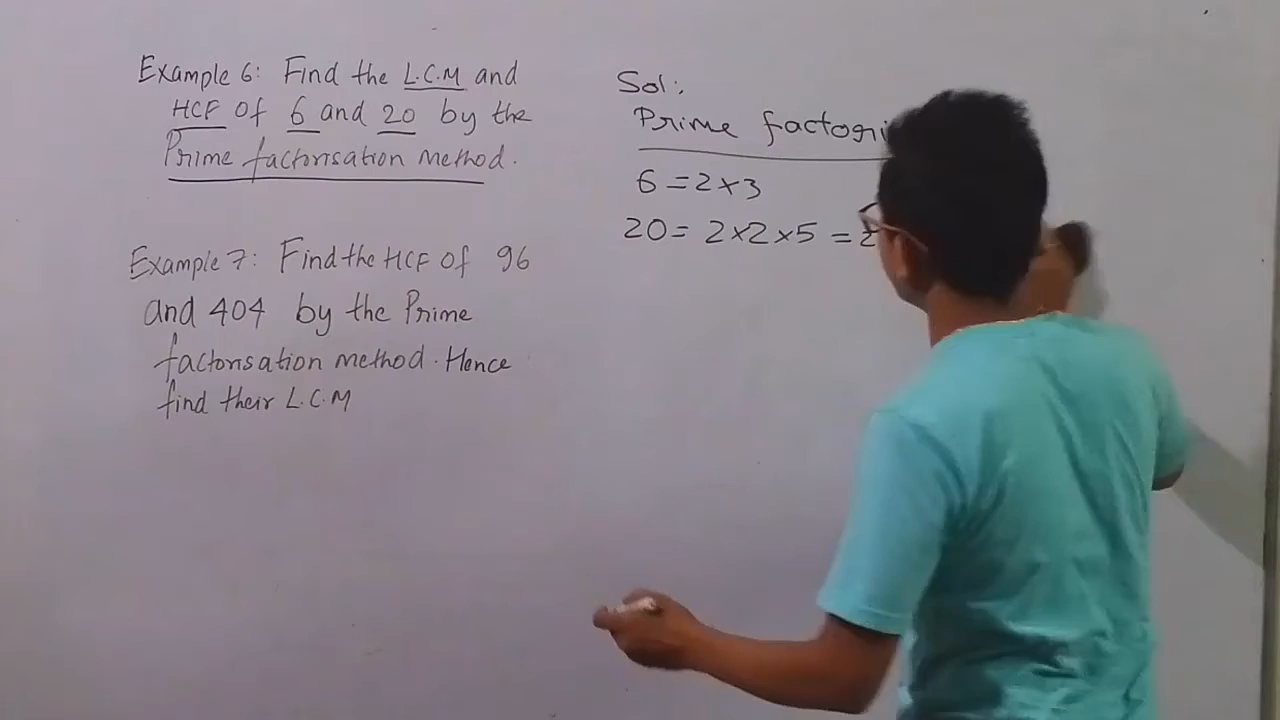 Example 6: Find the L.C.M and
HCF of 6 and 20 by the
Prime factorisation method.
Example 7: Find the HCF of 96
and 404 by the Prime
factorisation method. Hence
find their L.C.M
Sol:
Prime
6 = 2×3
20 = 2×2×5 = 2